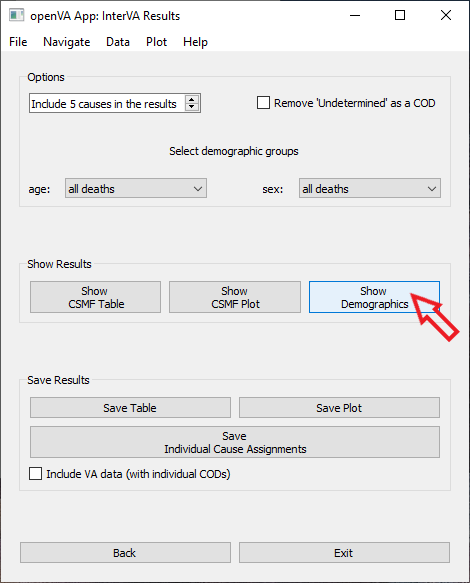 openVA App: InterVA Results
File Navigate Data Plot Help
Options
Include 5 causes in the results
Remove 'Undetermined' as a COD
Select demographic groups
age: all deaths sex: all deaths
Show Results
Show
CSMF Table
Show
CSMF Plot
Show
Demographics
Save Results
Save Table Save Plot
Save
Individual Cause Assignments
Include VA data (with individual CODs)
Back Exit